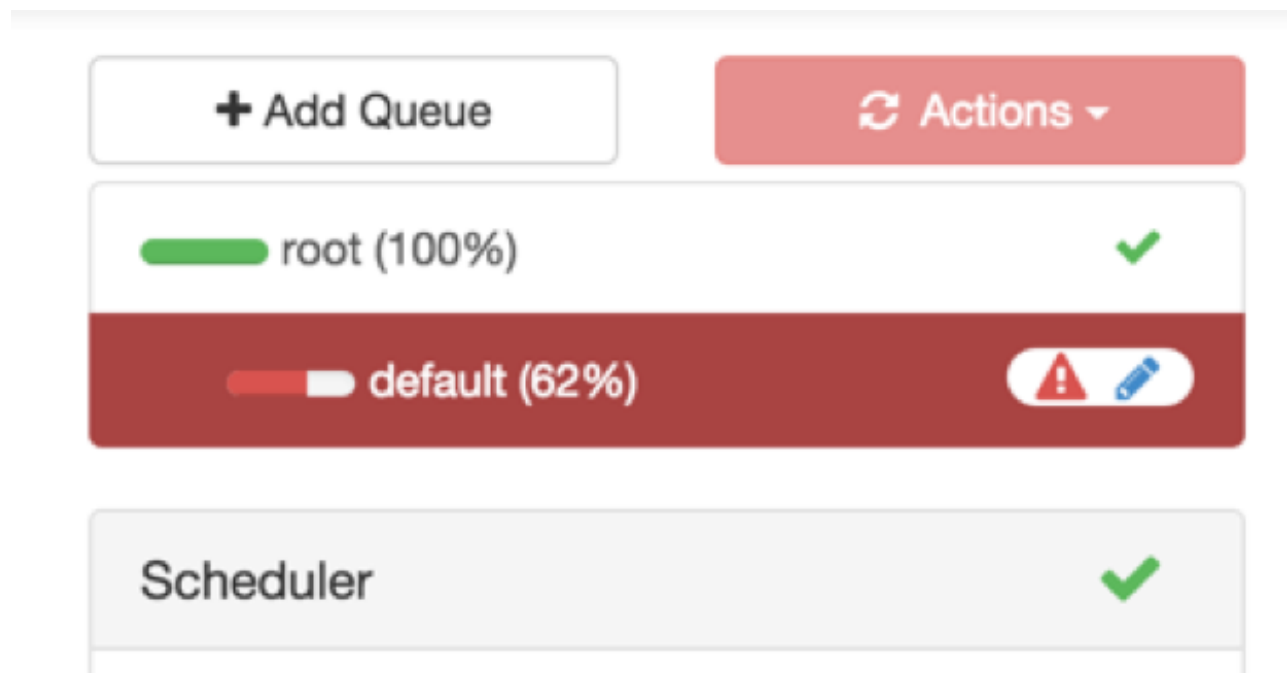 + Add Queue
Actions
root (100%)
default (62%)
Scheduler